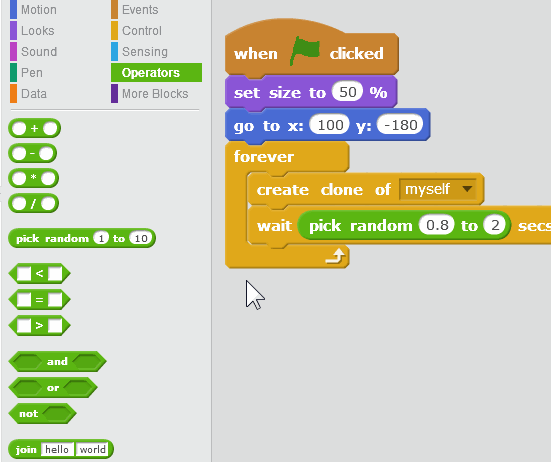 Motion Events
Looks Control
Sound Sensing
Pen Operators
Data More Blocks
+
-
*
/
pick random 1 to 10
<
=
>
and
or
not
join hello world
when clicked
set size to 50 %
go to x: 100 y: -180
forever
create clone of myself
wait pick random 0.8 to 2 secs